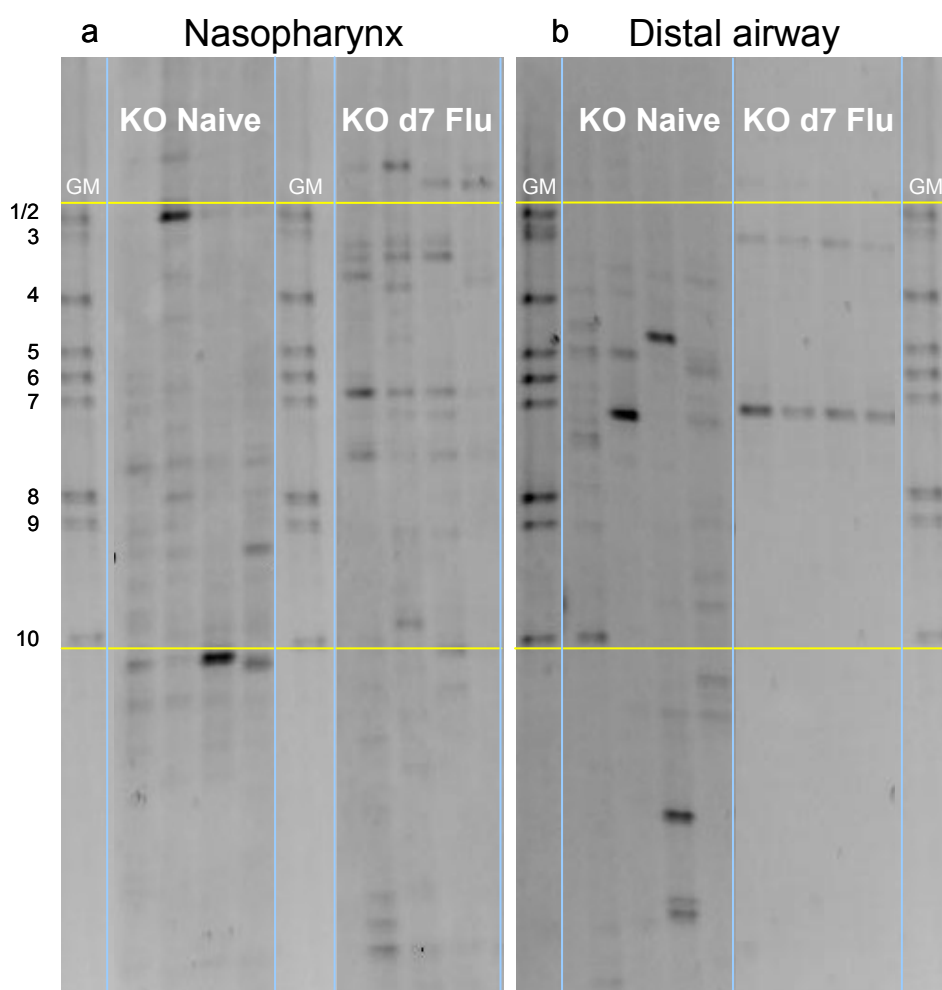 a Nasopharynx
b Distal airway
KO Naive
KO d7 Flu
KO Naive
KO d7 Flu
GM
GM
GM
GM
1/2
3
4
5
6
7
8
9
10